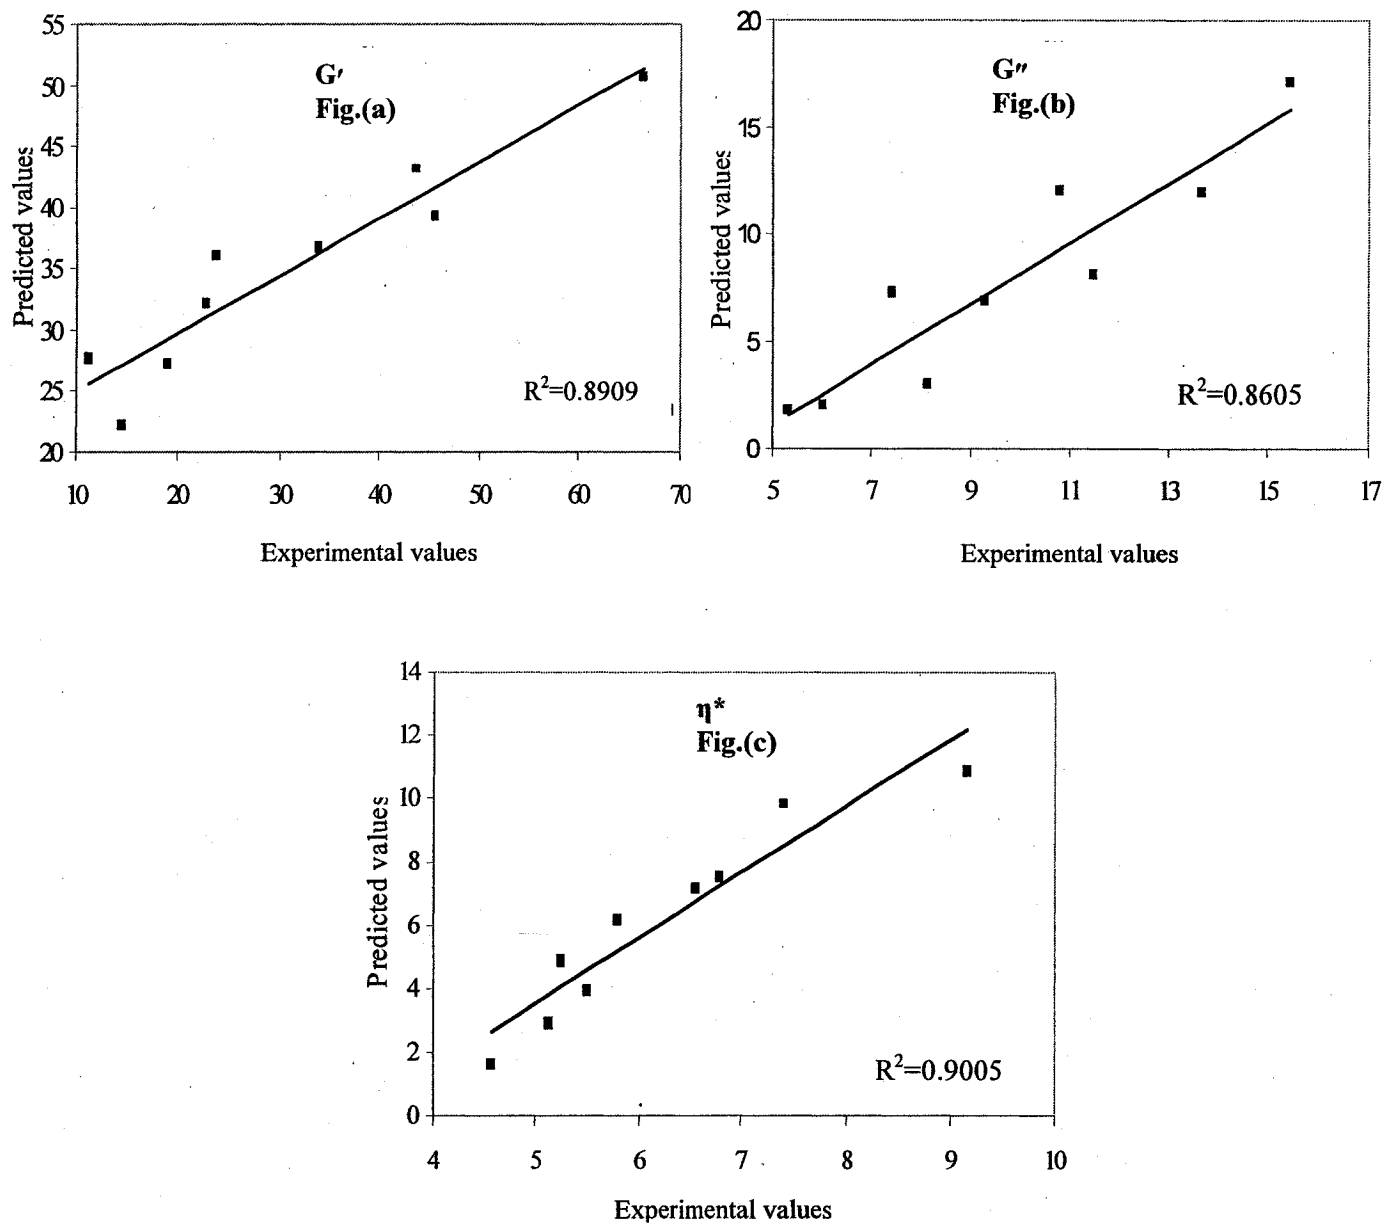 55
50
45
40
35
30
25
20
Predicted values
G′
Fig.(a)
R²=0.8909
10 20 30 40 50 60 70
Experimental values
20
15
10
5
0
Predicted values
G″
Fig.(b)
R²=0.8605
5 7 9 11 13 15 17
Experimental values
14
12
10
8
6
4
2
0
Predicted values
η*
Fig.(c)
R²=0.9005
4 5 6 7 8 9 10
Experimental values